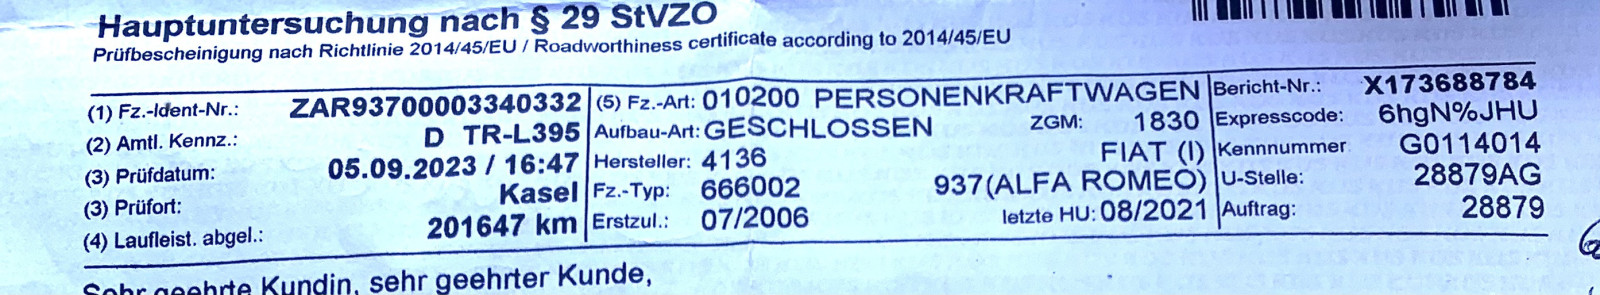 Hauptuntersuchung nach § 29 StVZO
Prüfbescheinigung nach Richtlinie 2014/45/EU / Roadworthiness certificate according to 2014/45/EU
(1) Fz.-Ident-Nr.: ZAR93700003340332 (5) Fz.-Art: 010200 PERSONENKRAFTWAGEN Bericht-Nr.: X173688784
(2) Amtl. Kennz.: D TR-L395 Aufbau-Art: GESCHLOSSEN ZGM: 1830 Expresscode: 6hgN%JHU
(3) Prüfdatum: 05.09.2023 / 16:47 Hersteller: 4136 FIAT (I) Kennnummer G0114014
(3) Prüfort: Kasel Fz.-Typ: 666002 937(ALFA ROMEO) U-Stelle: 28879AG
(4) Laufleist. abgel.: 201647 km Erstzul.: 07/2006 letzte HU: 08/2021 Auftrag: 28879
Sehr geehrte Kundin, sehr geehrter Kunde,